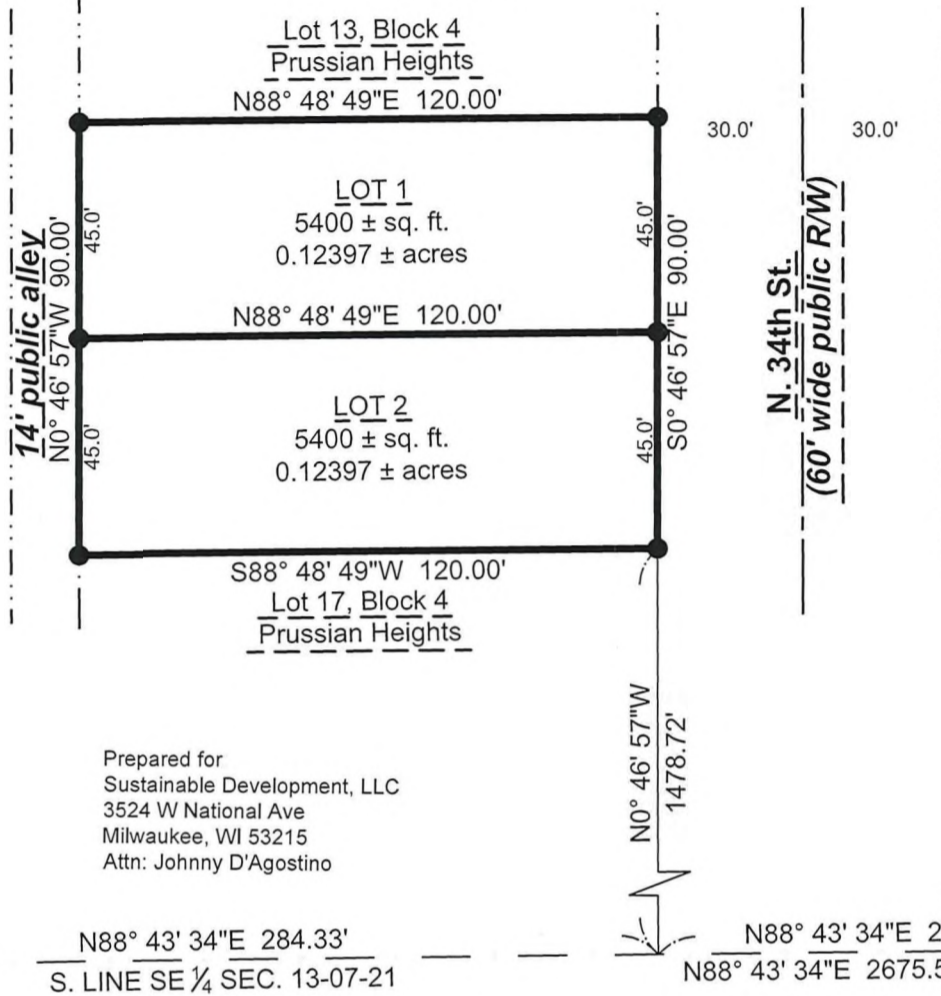 Lot 13, Block 4
Prussian Heights
N88° 48' 49"E 120.00'
30.0'
30.0'
LOT 1
5400 ± sq. ft.
0.12397 ± acres
45.0'
45.0'
14' public alley
N0° 46' 57"W 90.00'
S0° 46' 57"E 90.00'
N. 34th St.
(60' wide public R/W)
N88° 48' 49"E 120.00'
LOT 2
5400 ± sq. ft.
0.12397 ± acres
45.0'
45.0'
S88° 48' 49"W 120.00'
Lot 17, Block 4
Prussian Heights
N0° 46' 57"W
1478.72'
Prepared for
Sustainable Development, LLC
3524 W National Ave
Milwaukee, WI 53215
Attn: Johnny D'Agostino
N88° 43' 34"E 284.33'
S. LINE SE ¼ SEC. 13-07-21
N88° 43' 34"E 2
N88° 43' 34"E 2675.5